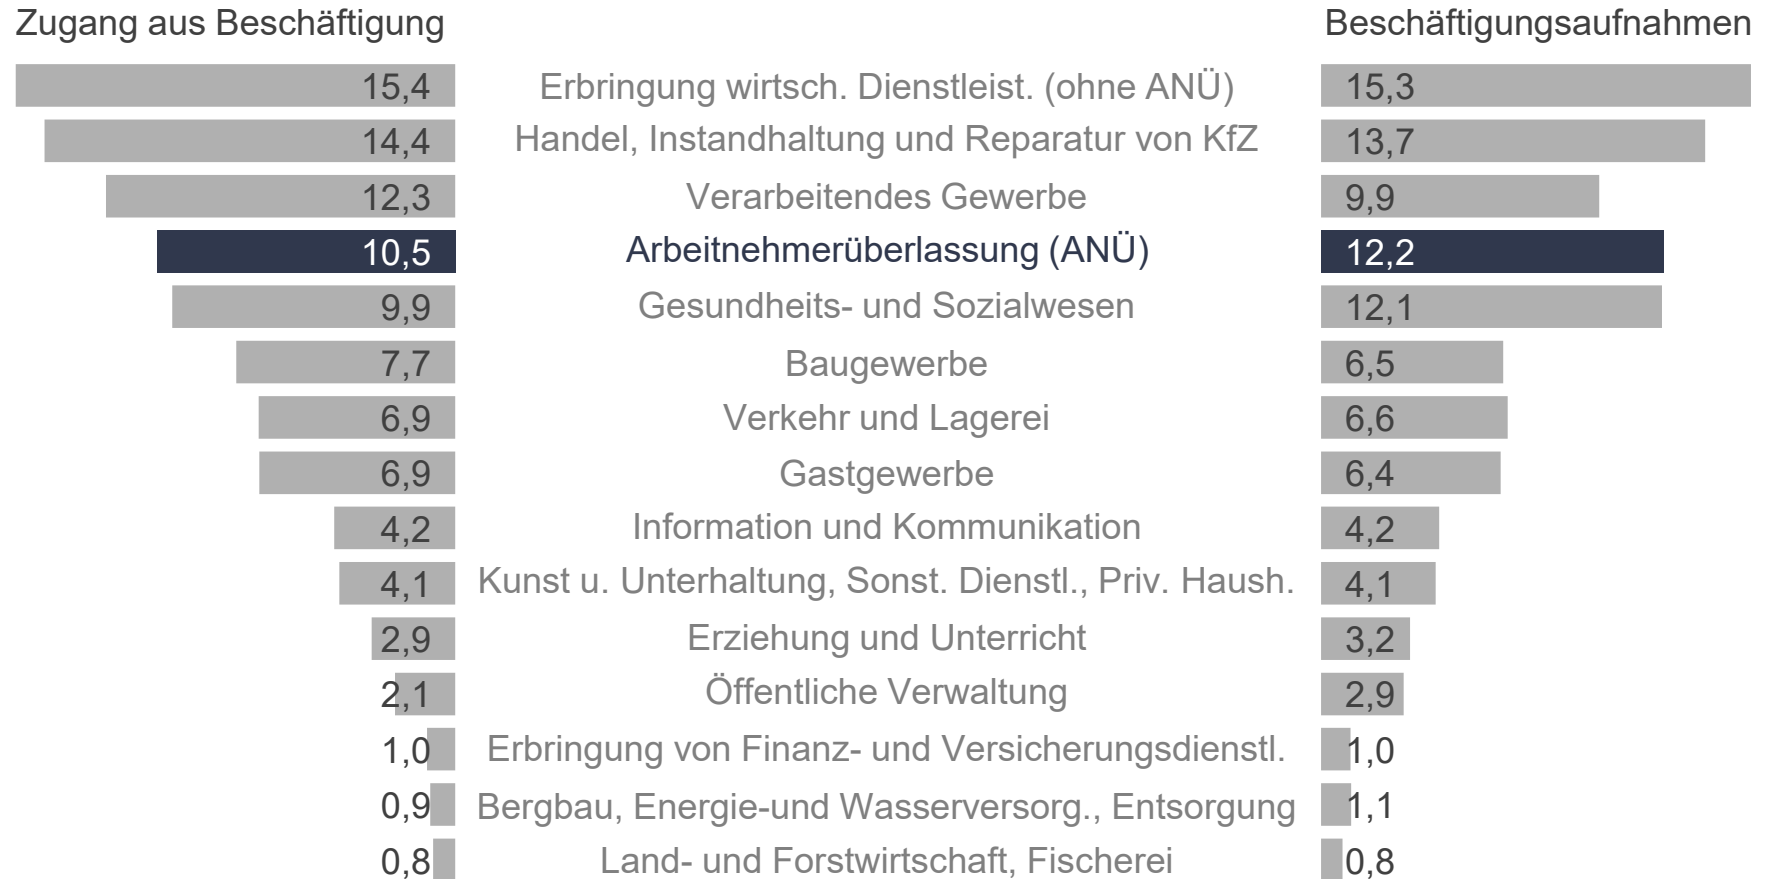 Zugang aus Beschäftigung Beschäftigungsaufnahmen
15,4 Erbringung wirtsch. Dienstleist. (ohne ANÜ) 15,3
14,4 Handel, Instandhaltung und Reparatur von KfZ 13,7
12,3 Verarbeitendes Gewerbe 9,9
10,5 Arbeitnehmerüberlassung (ANÜ) 12,2
9,9 Gesundheits- und Sozialwesen 12,1
7,7 Baugewerbe 6,5
6,9 Verkehr und Lagerei 6,6
6,9 Gastgewerbe 6,4
4,2 Information und Kommunikation 4,2
4,1 Kunst u. Unterhaltung, Sonst. Dienstl., Priv. Haush. 4,1
2,9 Erziehung und Unterricht 3,2
2,1 Öffentliche Verwaltung 2,9
1,0 Erbringung von Finanz- und Versicherungsdienstl. 1,0
0,9 Bergbau, Energie-und Wasserversorg., Entsorgung 1,1
0,8 Land- und Forstwirtschaft, Fischerei 0,8